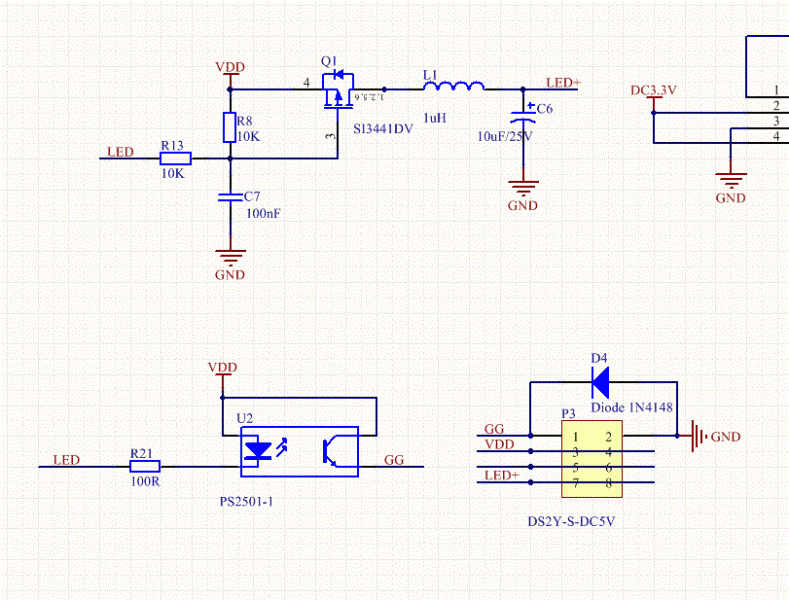 VDD
Q1
4
1,2,5,6
3
SI3441DV
R8
10K
LED
R13
10K
C7
100nF
GND
L1
1uH
LED+
C6
10uF/25V
GND
DC3.3V
1
2
3
4
GND
VDD
U2
LED
R21
100R
GG
PS2501-1
D4
Diode 1N4148
P3
GG
1 2
GND
VDD
3 4
5 6
LED+
7 8
DS2Y-S-DC5V